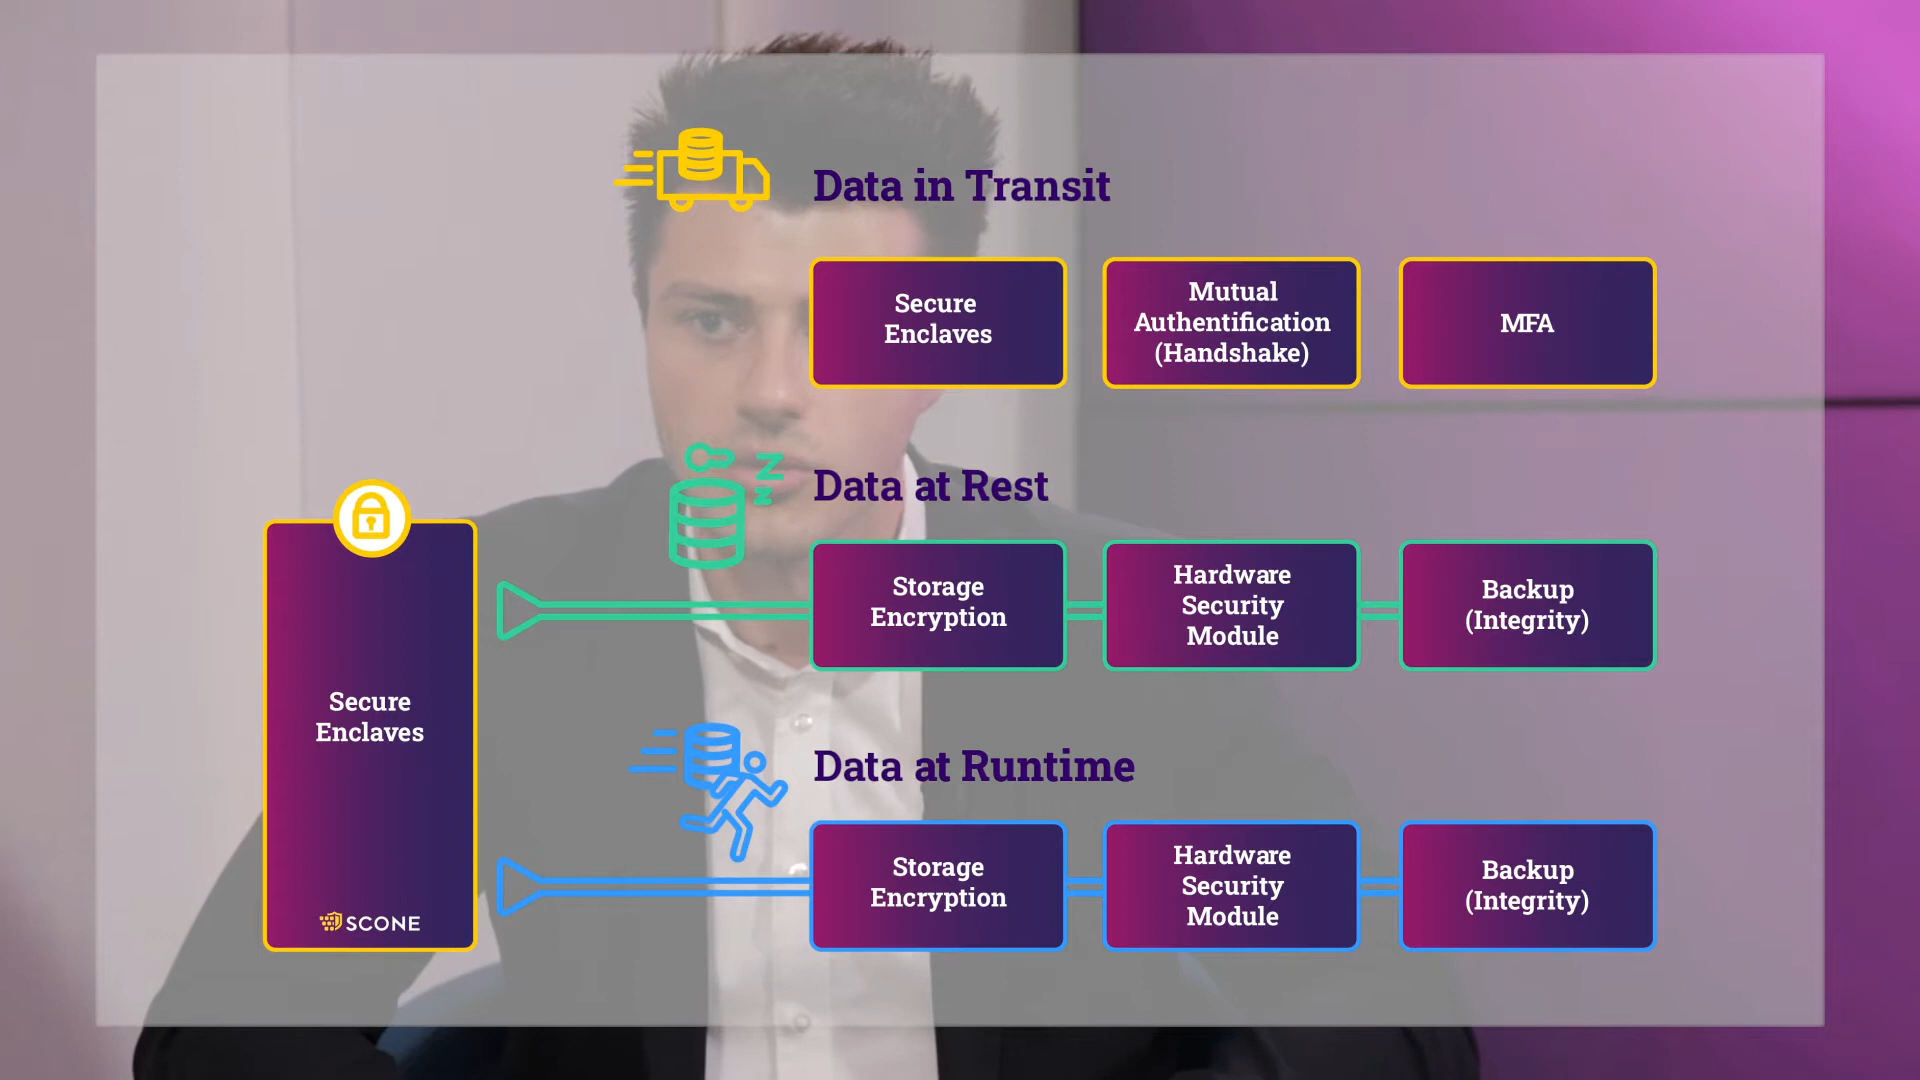 Data in Transit
Secure
Enclaves
Mutual
Authentification
(Handshake)
MFA
Data at Rest
Storage
Encryption
Hardware
Security
Module
Backup
(Integrity)
Secure
Enclaves
SCONE
Data at Runtime
Storage
Encryption
Hardware
Security
Module
Backup
(Integrity)